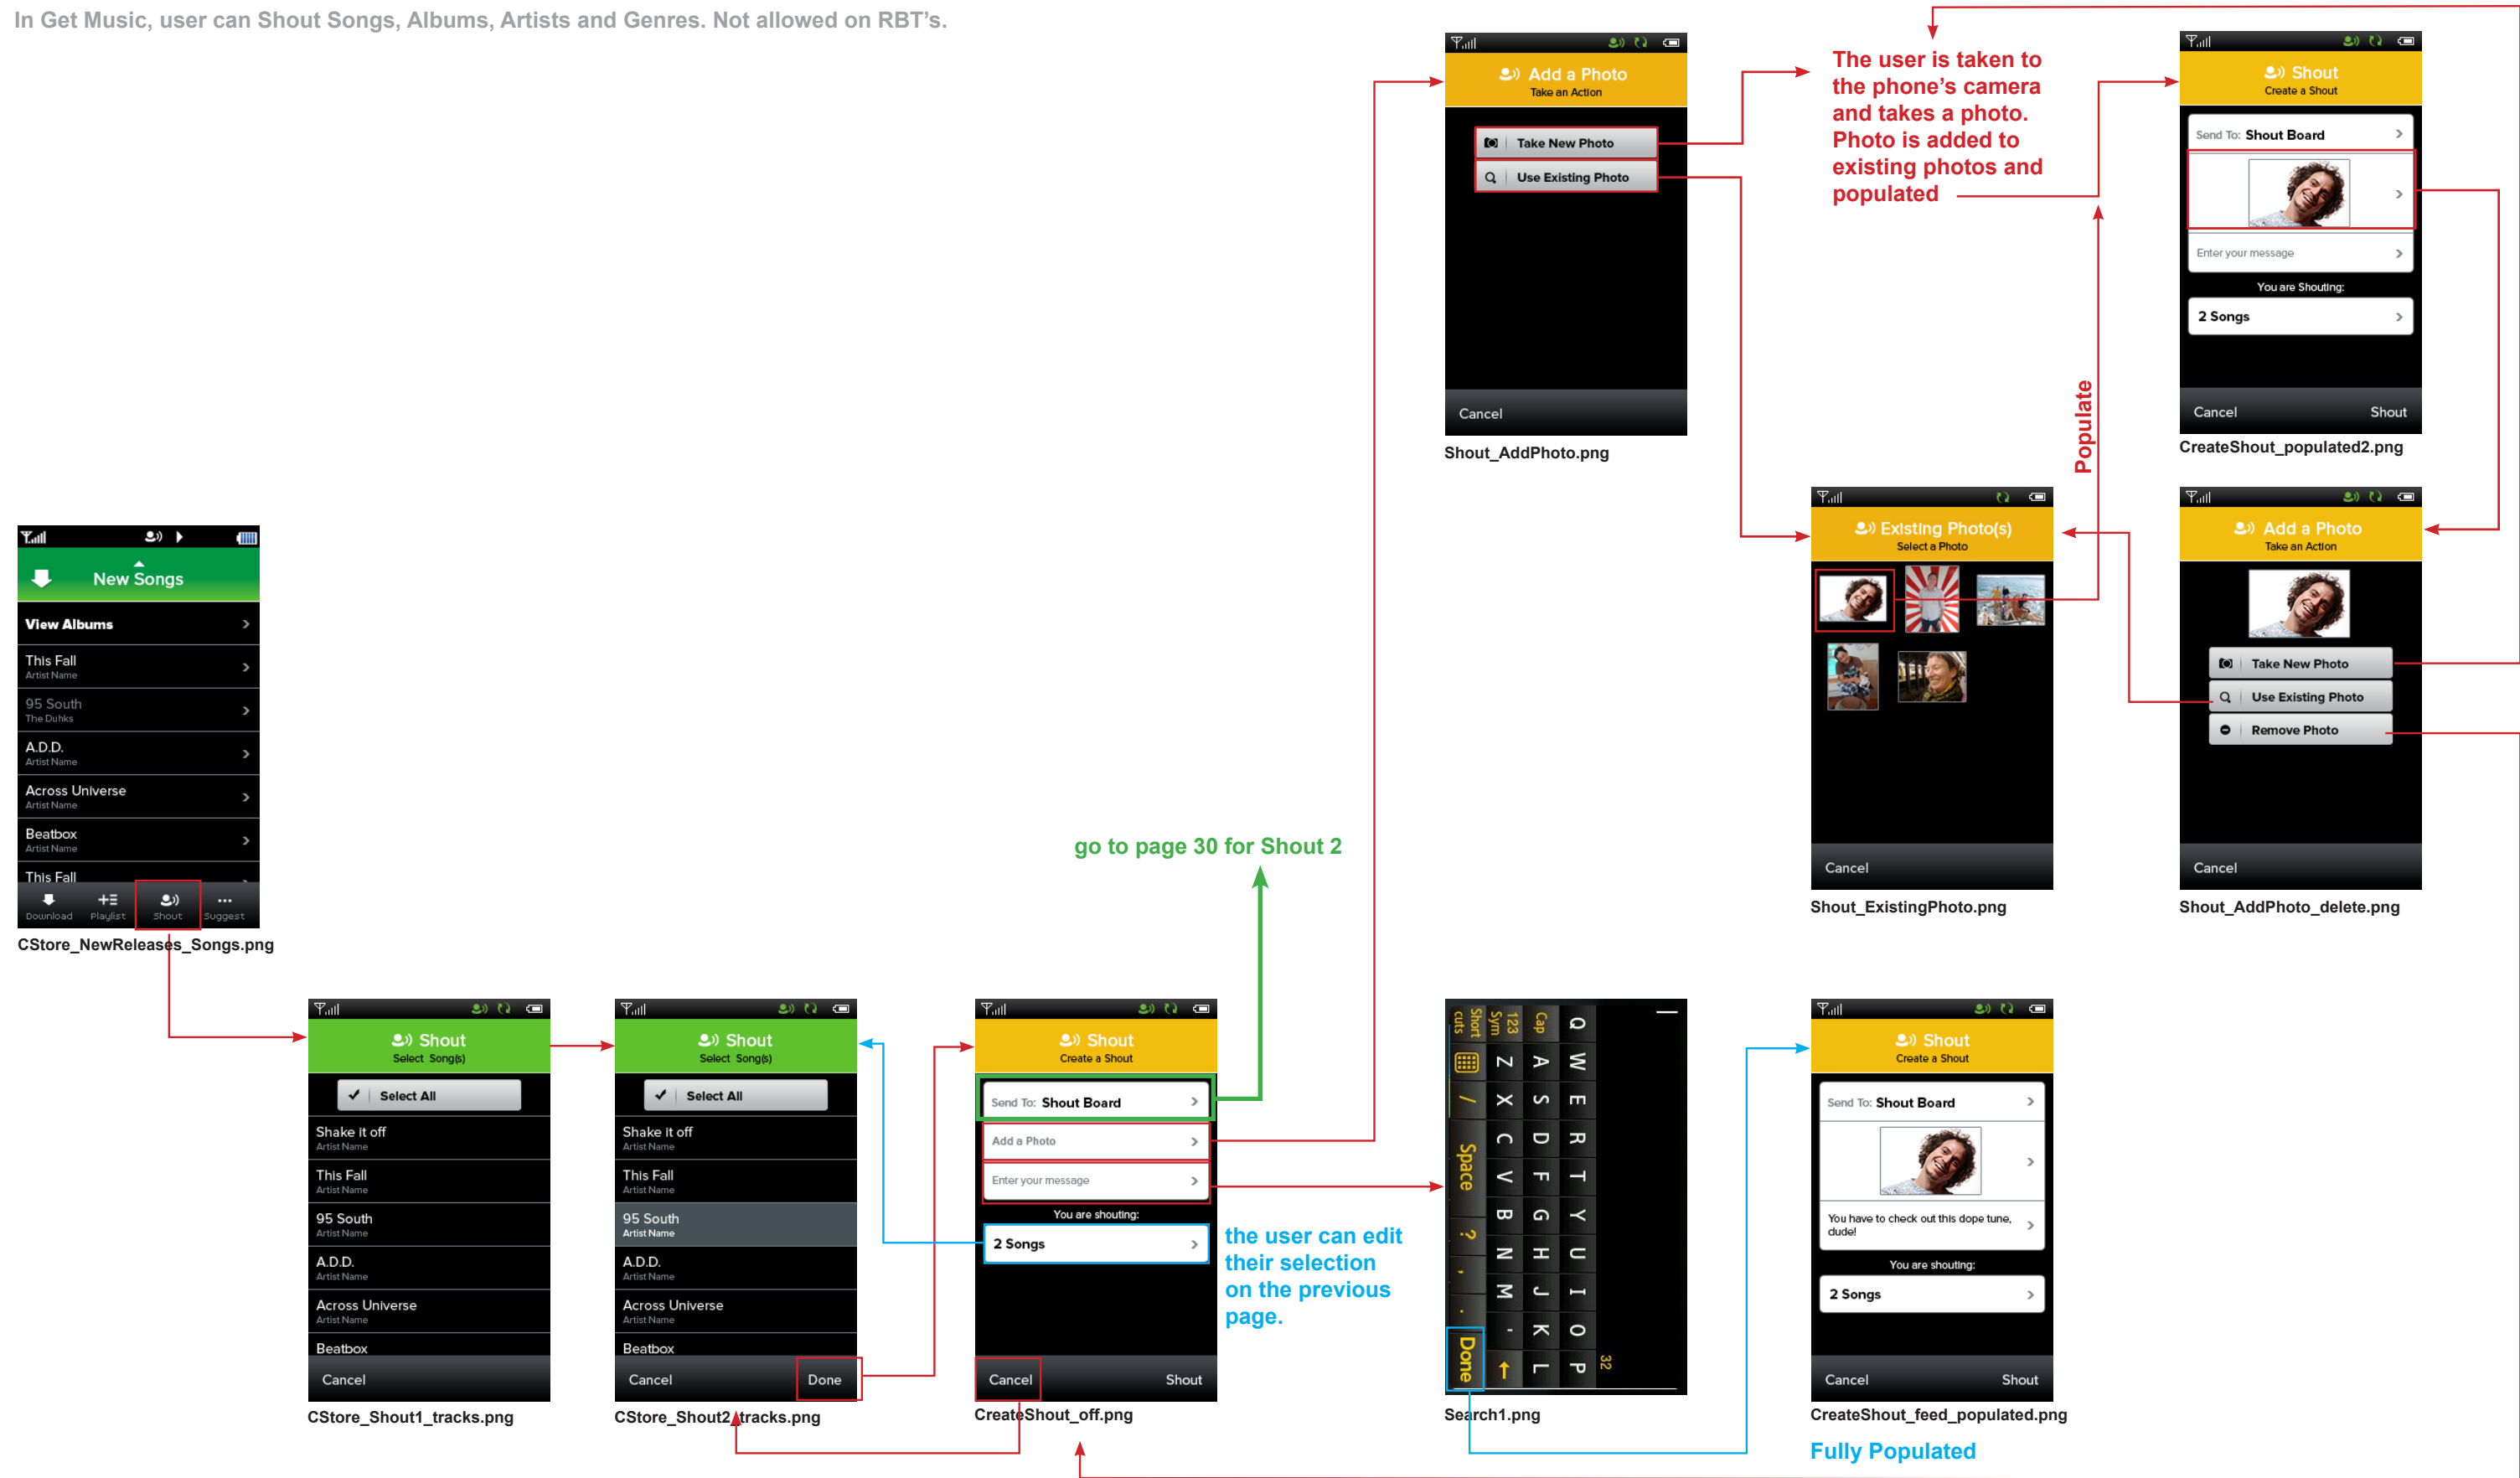 In Get Music, user can Shout Songs, Albums, Artists and Genres. Not allowed on RBT's.
Add a Photo
Take an Action
Take New Photo
Use Existing Photo
Cancel
Shout_AddPhoto.png
The user is taken to
the phone's camera
and takes a photo.
Photo is added to
existing photos and
populated
Populate
Shout
Create a Shout
Send To: Shout Board
Enter your message
You are Shouting:
2 Songs
Cancel Shout
CreateShout_populated2.png
New Songs
View Albums
This Fall
Artist Name
95 South
The Duhks
A.D.D.
Artist Name
Across Universe
Artist Name
Beatbox
Artist Name
This Fall
Download Playlist Shout Suggest
CStore_NewReleases_Songs.png
Existing Photo(s)
Select a Photo
Cancel
Shout_ExistingPhoto.png
Add a Photo
Take an Action
Take New Photo
Use Existing Photo
Remove Photo
Cancel
Shout_AddPhoto_delete.png
go to page 30 for Shout 2
Shout
Select Song(s)
Select All
Shake it off
Artist Name
This Fall
Artist Name
95 South
Artist Name
A.D.D.
Artist Name
Across Universe
Artist Name
Beatbox
Cancel
CStore_Shout1_tracks.png
Shout
Select Song(s)
Select All
Shake it off
Artist Name
This Fall
Artist Name
95 South
Artist Name
A.D.D.
Artist Name
Across Universe
Artist Name
Beatbox
Cancel Done
CStore_Shout2_tracks.png
Shout
Create a Shout
Send To: Shout Board
Add a Photo
Enter your message
You are shouting:
2 Songs
Cancel Shout
CreateShout_off.png
the user can edit
their selection
on the previous
page.
32
Q W E R T Y U I O P
Cap A S D F G H J K L
123 Sym Z X C V B N M -
Short cuts / Space ? , . Done
Search1.png
Shout
Create a Shout
Send To: Shout Board
You have to check out this dope tune,
dude!
You are shouting:
2 Songs
Cancel Shout
CreateShout_feed_populated.png
Fully Populated